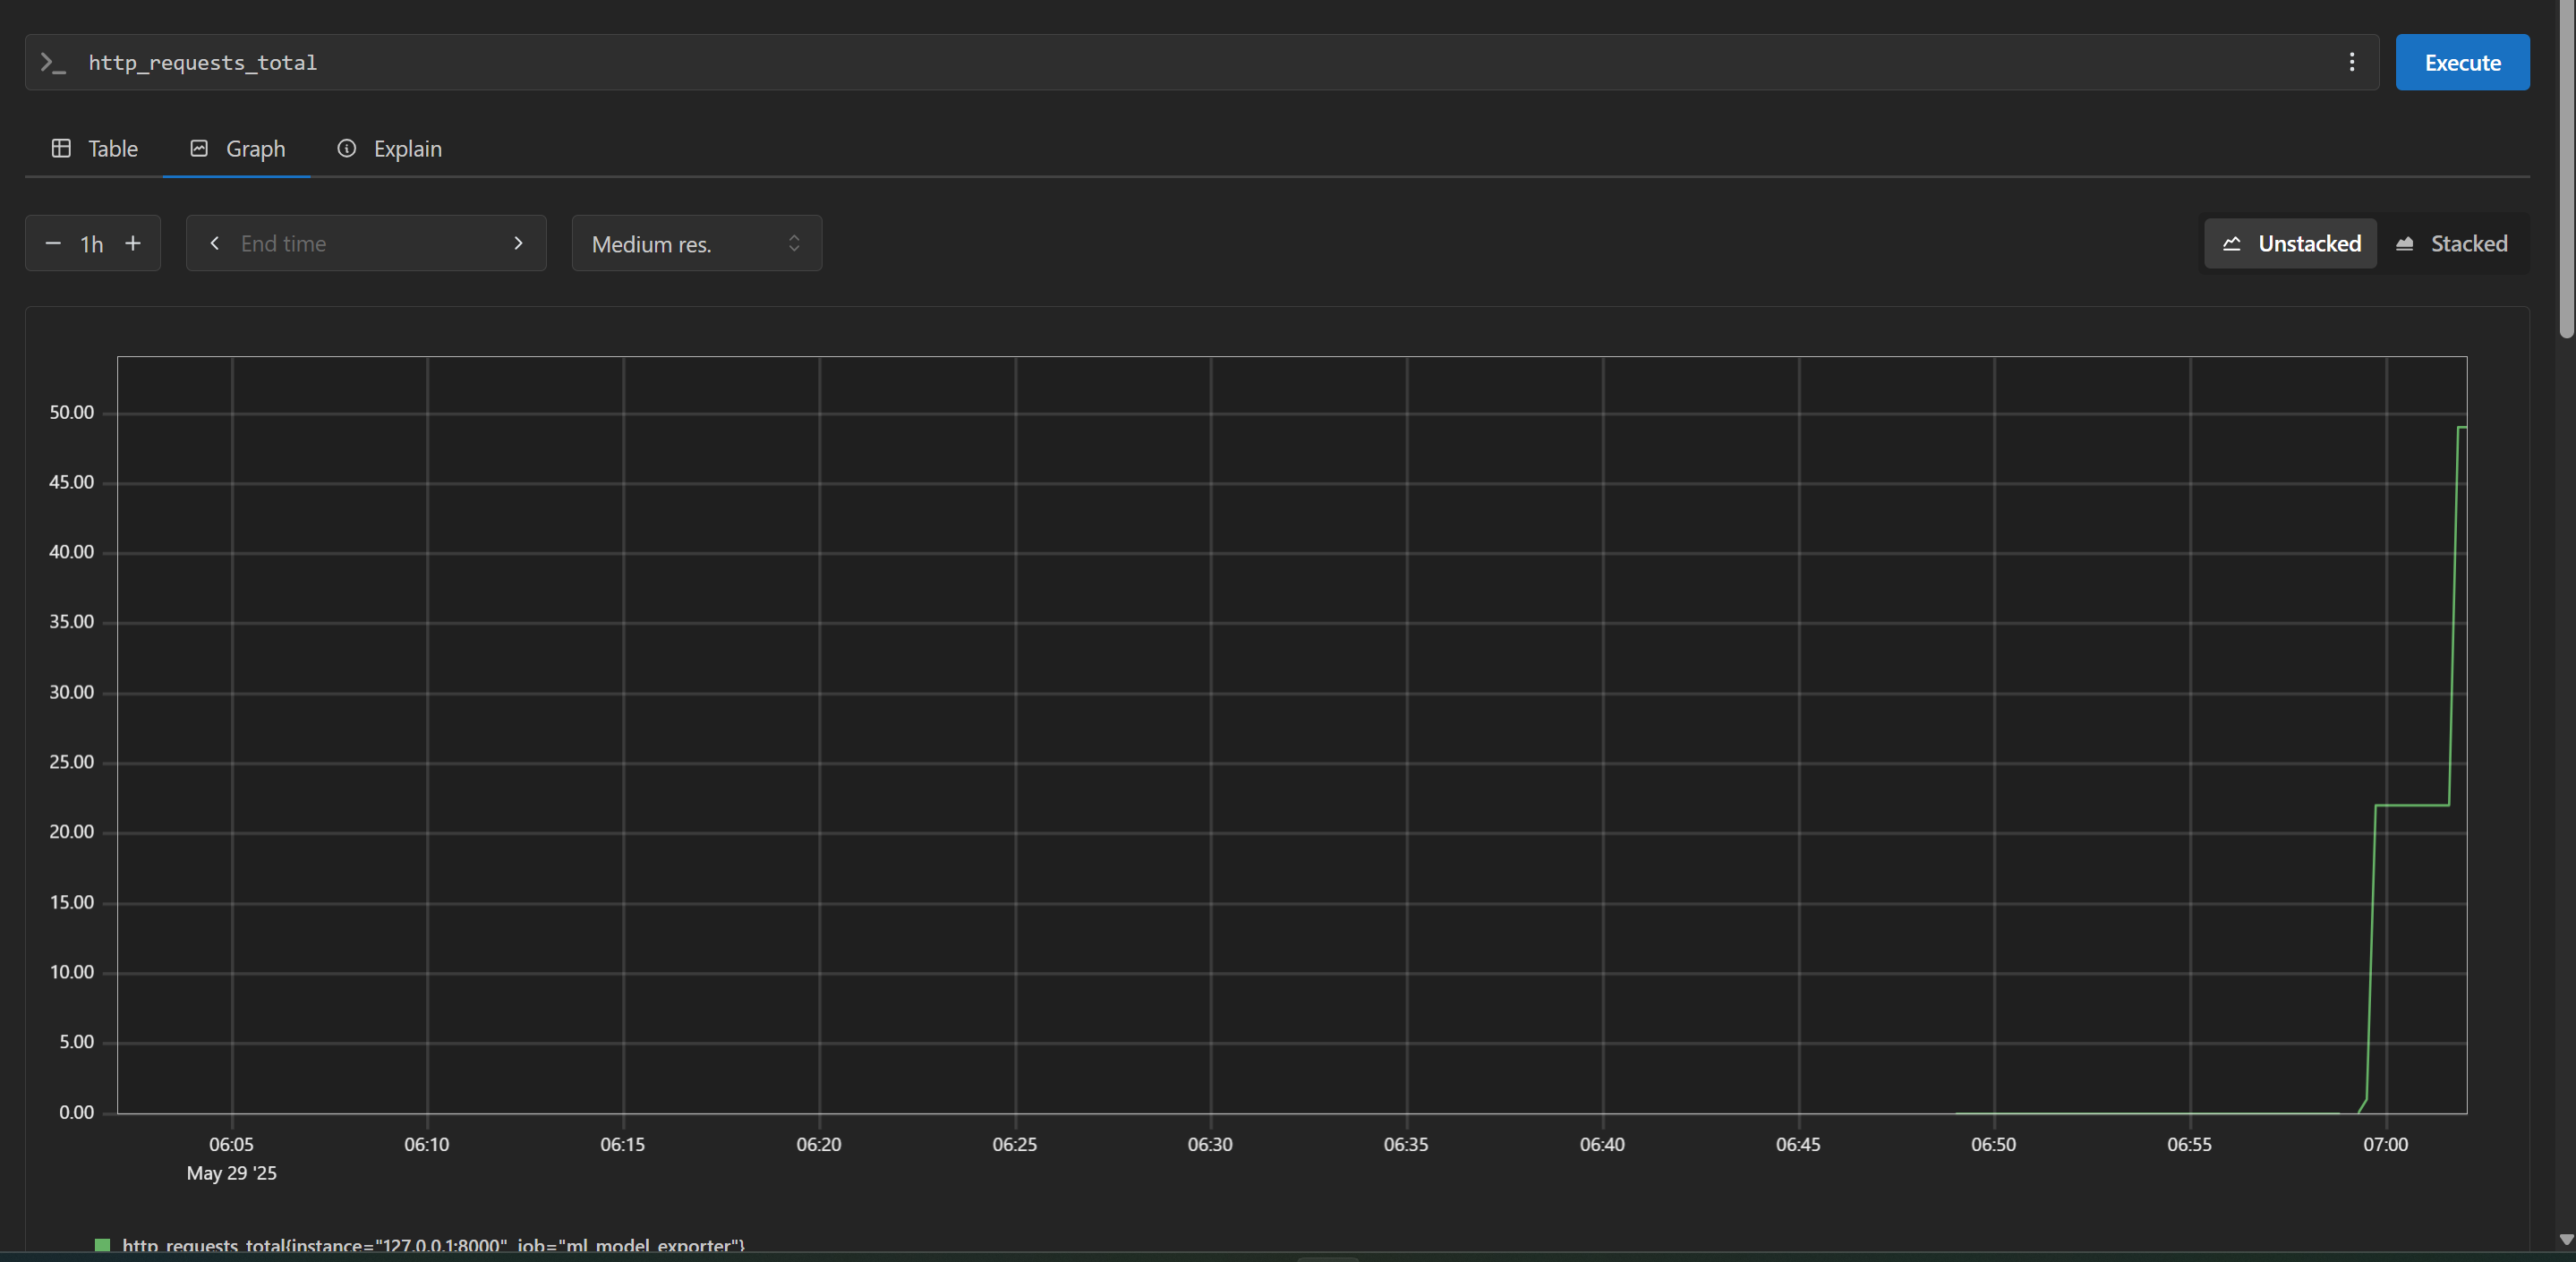 http_requests_total
Execute
Table Graph Explain
1h End time Medium res. Unstacked Stacked
50.00
45.00
40.00
35.00
30.00
25.00
20.00
15.00
10.00
5.00
0.00
06:05 06:10 06:15 06:20 06:25 06:30 06:35 06:40 06:45 06:50 06:55 07:00
May 29 '25
http_requests_total{instance="127.0.0.1:8000", job="ml_model_exporter"}